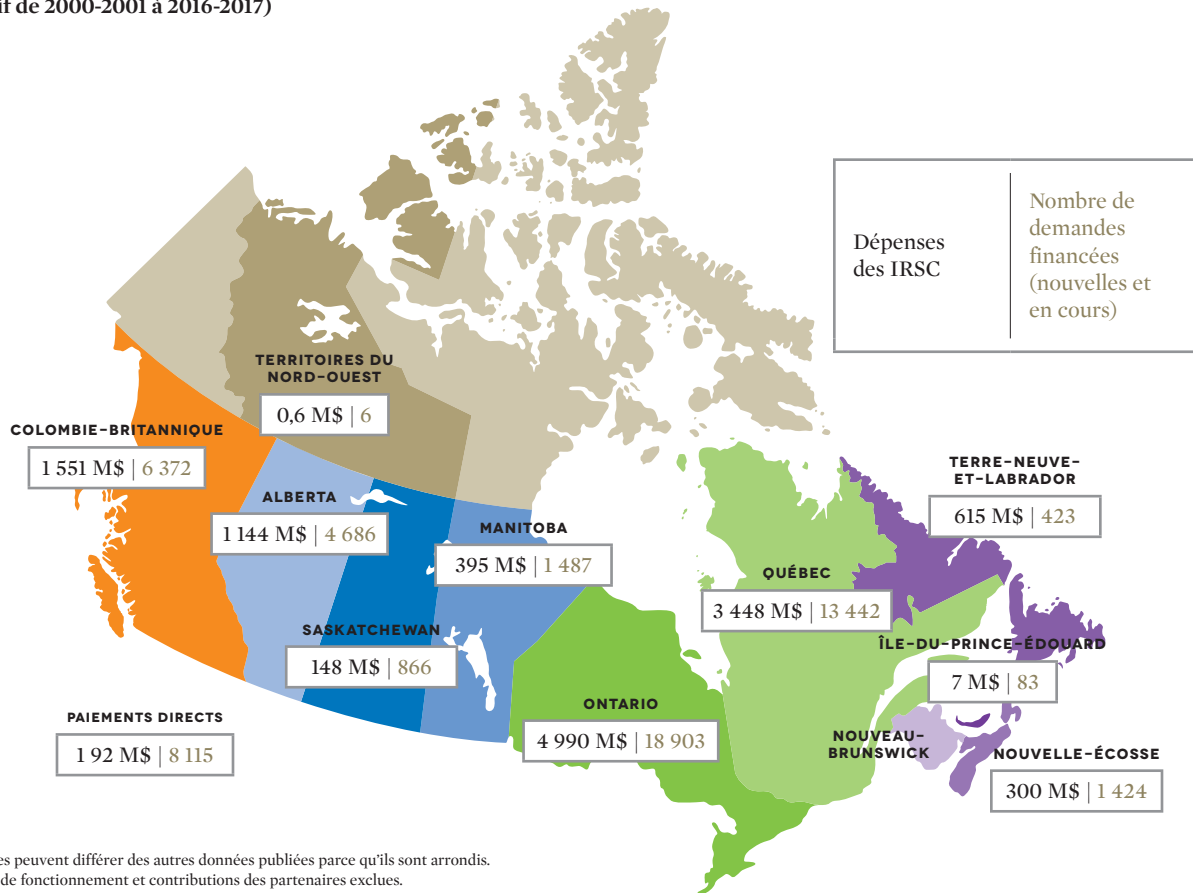 if de 2000-2001 à 2016-2017)
Dépenses
des IRSC
Nombre de
demandes
financées
(nouvelles et
en cours)
TERRITOIRES DU
NORD-OUEST
0,6 M$ | 6
COLOMBIE-BRITANNIQUE
1 551 M$ | 6 372
ALBERTA
1 144 M$ | 4 686
MANITOBA
395 M$ | 1 487
SASKATCHEWAN
148 M$ | 866
TERRE-NEUVE-
ET-LABRADOR
615 M$ | 423
QUÉBEC
3 448 M$ | 13 442
ÎLE-DU-PRINCE-ÉDOUARD
7 M$ | 83
ONTARIO
4 990 M$ | 18 903
NOUVEAU-
BRUNSWICK
NOUVELLE-ÉCOSSE
300 M$ | 1 424
PAIEMENTS DIRECTS
1 92 M$ | 8 115
es peuvent différer des autres données publiées parce qu'ils sont arrondis.
de fonctionnement et contributions des partenaires exclues.